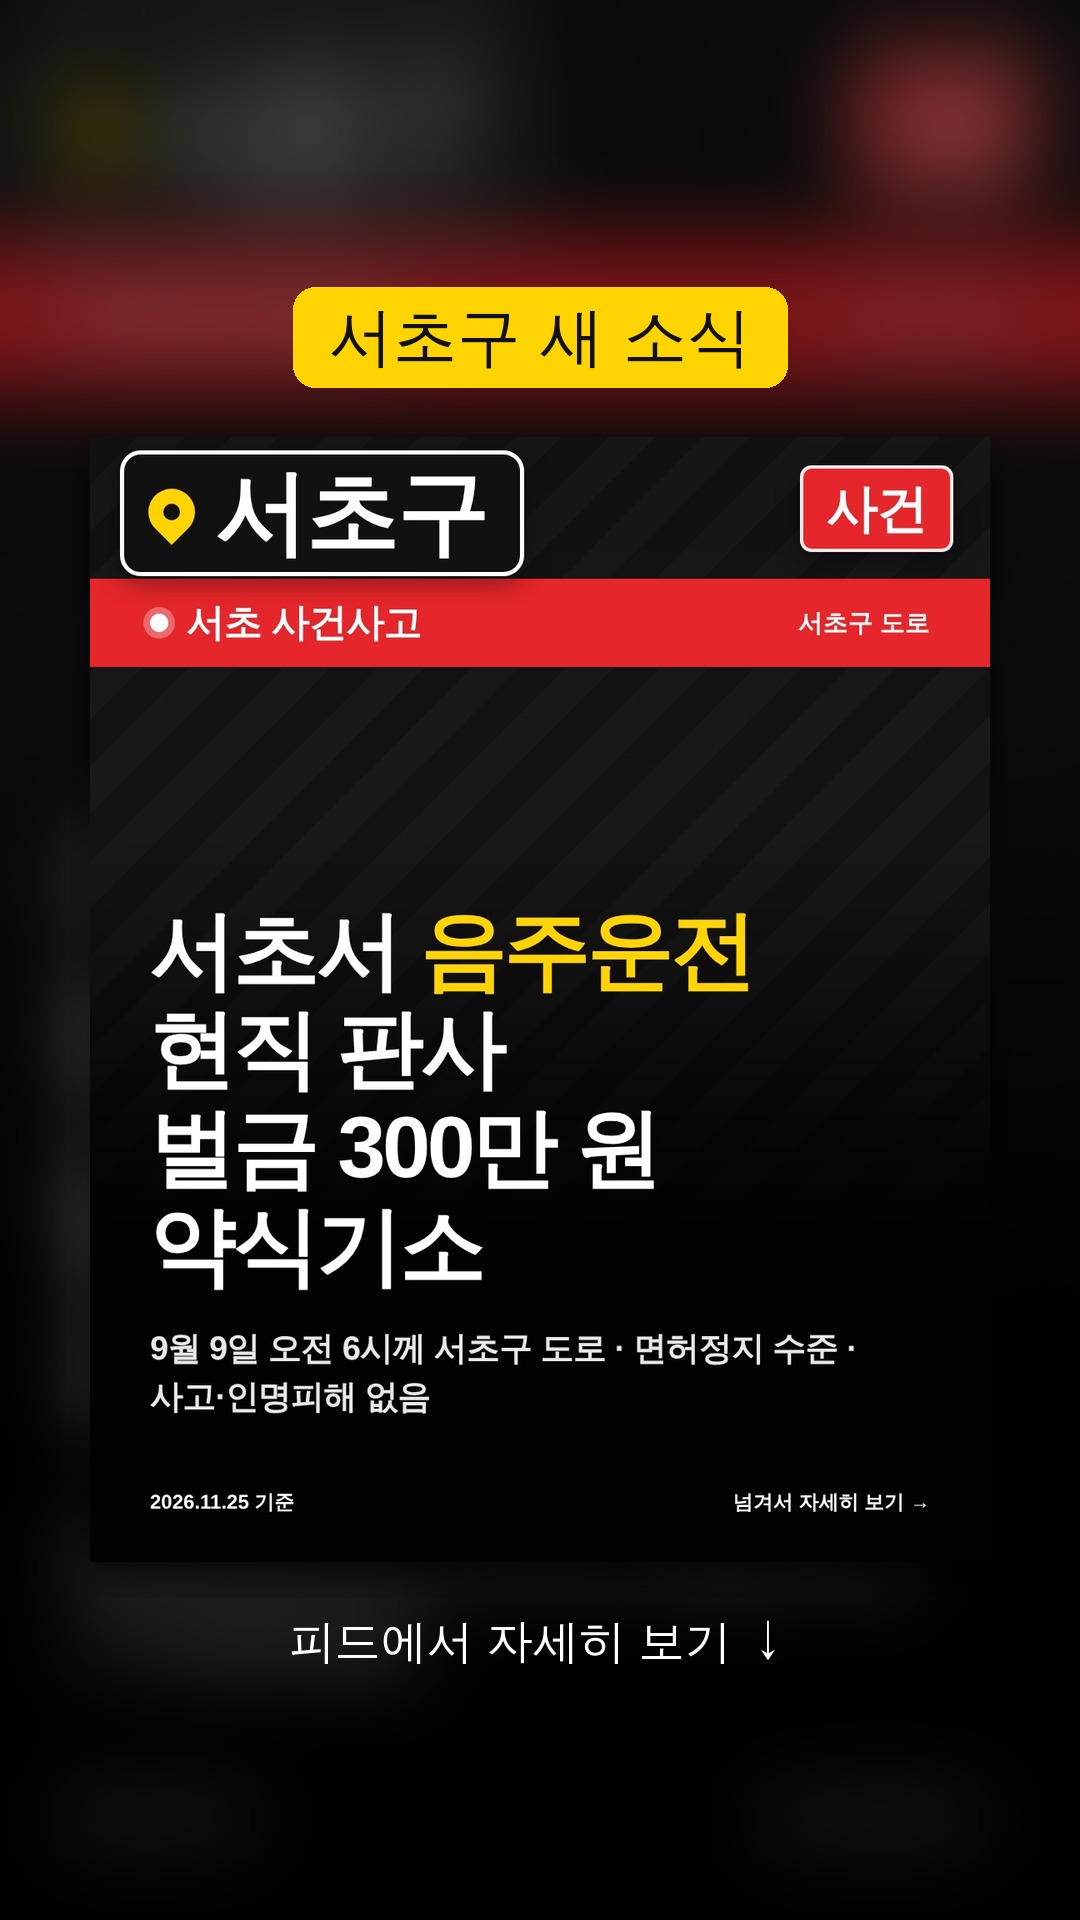 서초구 새 소식
서초구
사건
서초 사건사고
서초구 도로
서초서 음주운전
현직 판사
벌금 300만 원
약식기소
9월 9일 오전 6시께 서초구 도로 · 면허정지 수준 ·
사고·인명피해 없음
2026.11.25 기준
넘겨서 자세히 보기 →
피드에서 자세히 보기 ↓